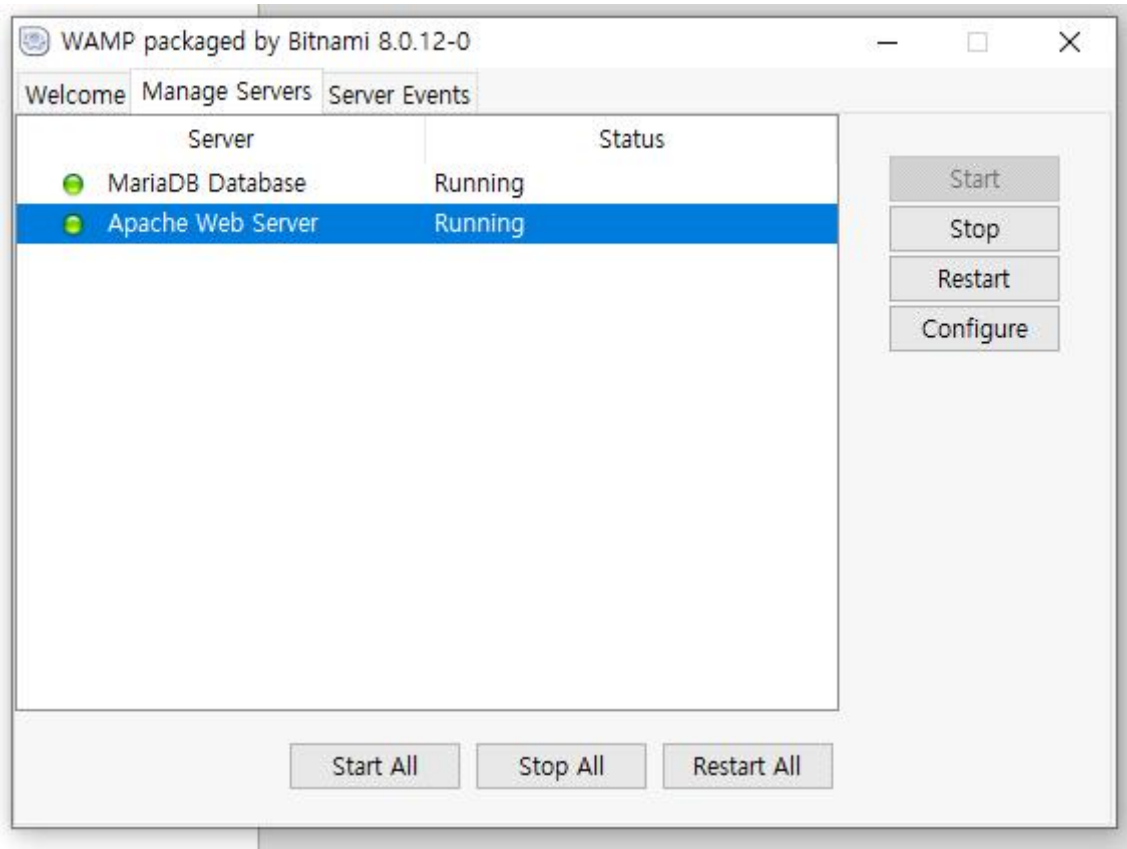 WAMP packaged by Bitnami 8.0.12-0
Welcome Manage Servers Server Events
Server Status
MariaDB Database Running
Apache Web Server Running
Start
Stop
Restart
Configure
Start All Stop All Restart All